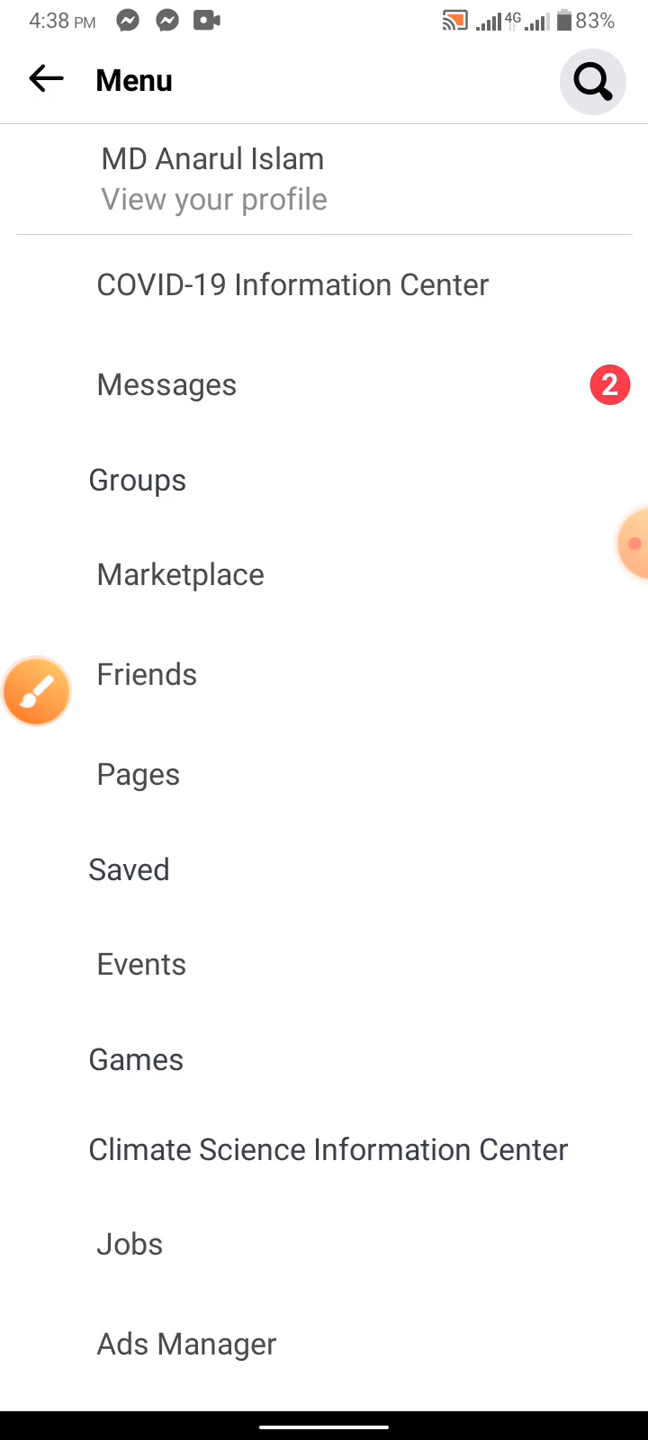 4:38 PM 4G 83%
Menu
MD Anarul Islam
View your profile
COVID-19 Information Center
Messages 2
Groups
Marketplace
Friends
Pages
Saved
Events
Games
Climate Science Information Center
Jobs
Ads Manager